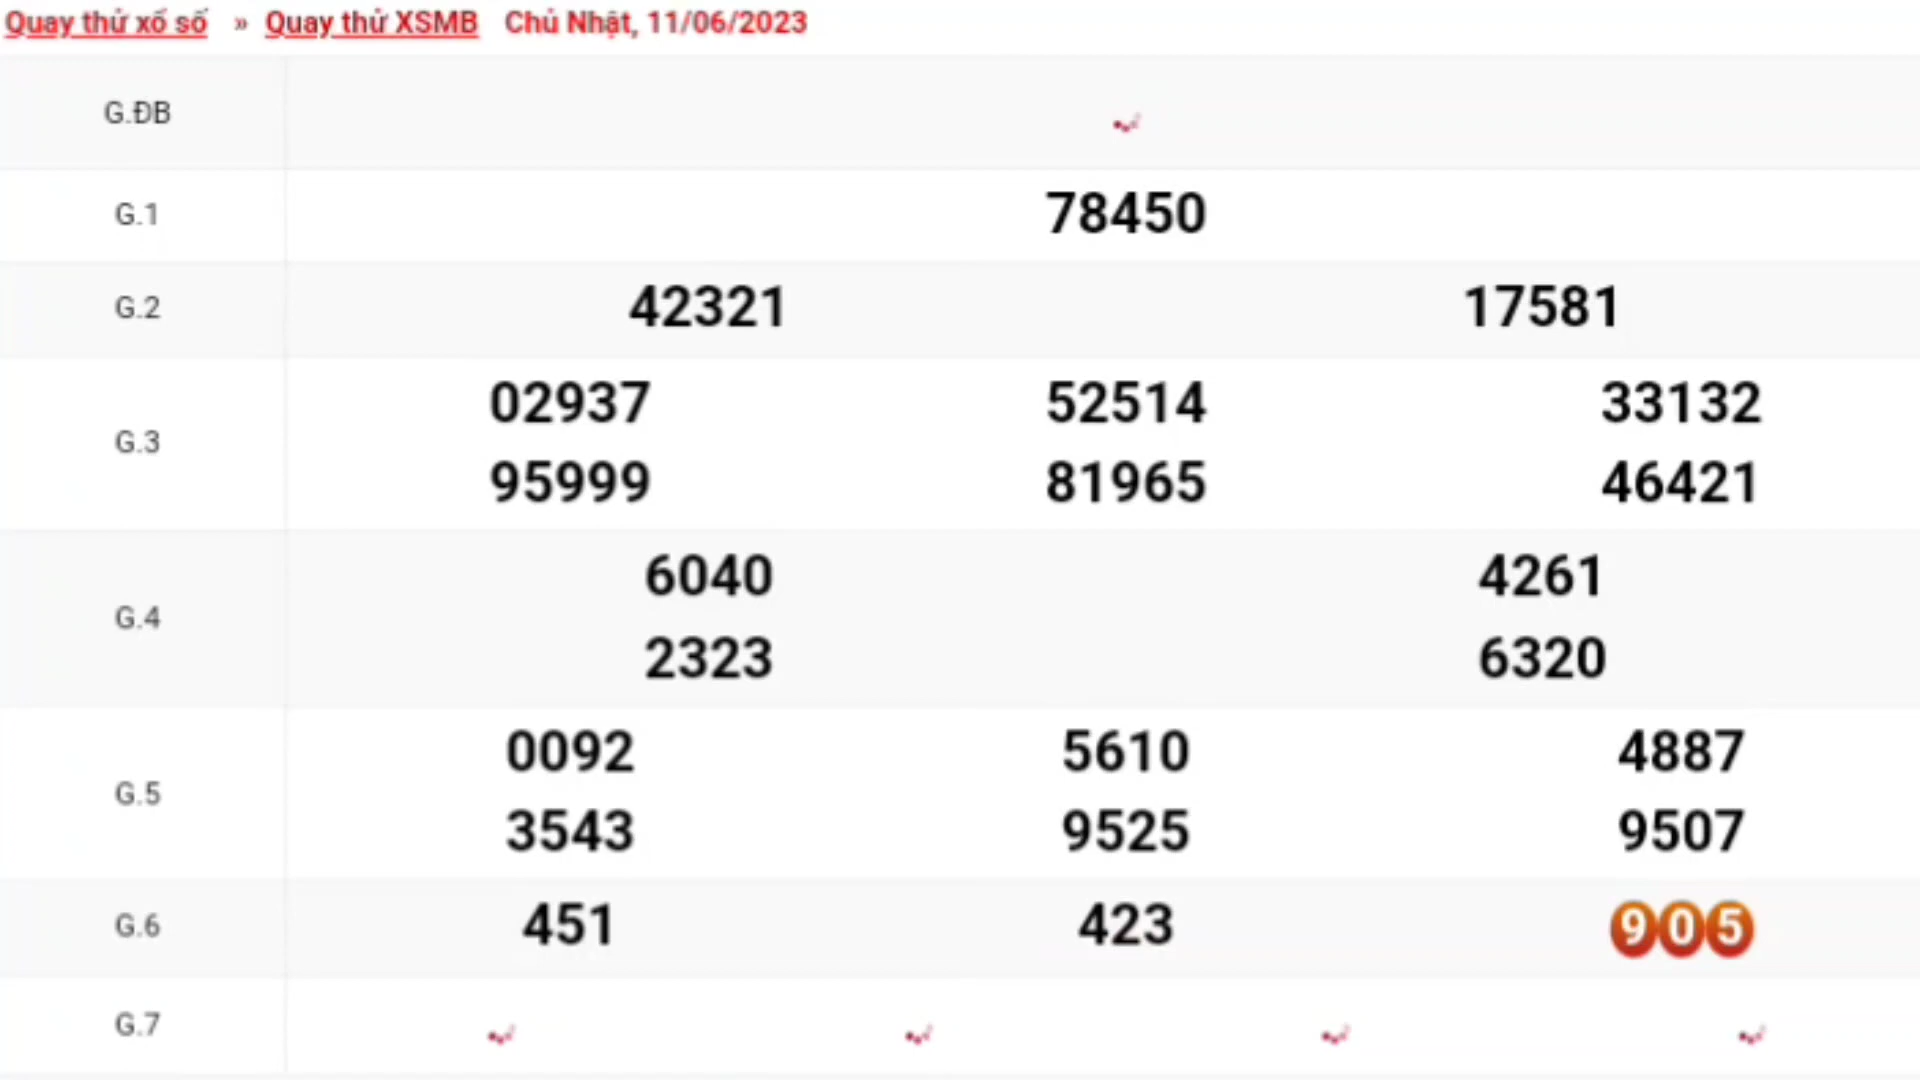 Quay thử xổ số » Quay thử XSMB Chủ Nhật, 11/06/2023
G.ĐB
G.1 78450
G.2 42321 17581
G.3 02937 52514 33132
95999 81965 46421
G.4 6040 4261
2323 6320
G.5 0092 5610 4887
3543 9525 9507
G.6 451 423 905
G.7